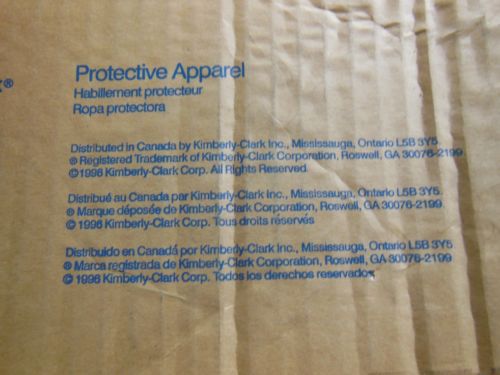 ®
Protective Apparel
Habillement protecteur
Ropa protectora
Distributed in Canada by Kimberly-Clark Inc., Mississauga, Ontario L5B 3Y5.
® Registered Trademark of Kimberly-Clark Corporation, Roswell, GA 30076-2199
© 1996 Kimberly-Clark Corp. All Rights Reserved.
Distribué au Canada par Kimberly-Clark Inc., Mississauga, Ontario L5B 3Y5.
® Marque déposée de Kimberly-Clark Corporation, Roswell, GA 30076-2199.
© 1996 Kimberly-Clark Corp. Tous droits réservés
Distribuido en Canadá por Kimberly-Clark Inc., Mississauga, Ontario L5B 3Y5
® Marca registrada de Kimberly-Clark Corporation, Roswell, GA 30076-2199
© 1996 Kimberly-Clark Corp. Todos los derechos reservados